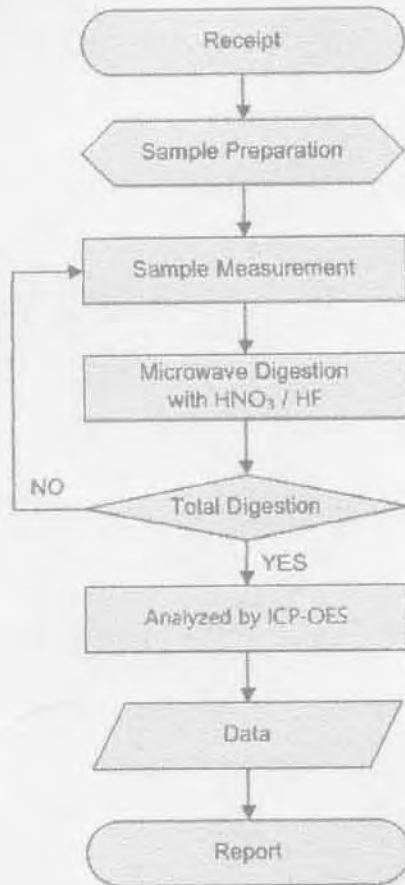 Receipt
Sample Preparation
Sample Measurement
Microwave Digestion
with HNO₃ / HF
Total Digestion
NO
YES
Analyzed by ICP-OES
Data
Report